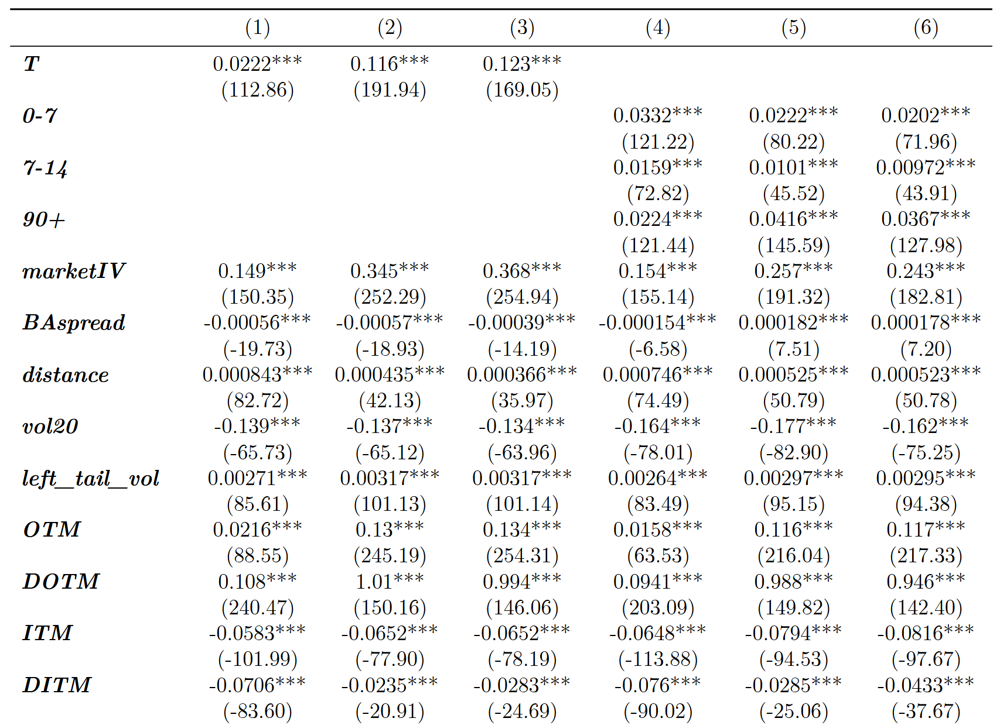 (1) (2) (3) (4) (5) (6)
T 0.0222*** 0.116*** 0.123***
(112.86) (191.94) (169.05)
0-7 0.0332*** 0.0222*** 0.0202***
(121.22) (80.22) (71.96)
7-14 0.0159*** 0.0101*** 0.00972***
(72.82) (45.52) (43.91)
90+ 0.0224*** 0.0416*** 0.0367***
(121.44) (145.59) (127.98)
marketIV 0.149*** 0.345*** 0.368*** 0.154*** 0.257*** 0.243***
(150.35) (252.29) (254.94) (155.14) (191.32) (182.81)
BAspread -0.00056*** -0.00057*** -0.00039*** -0.000154*** 0.000182*** 0.000178***
(-19.73) (-18.93) (-14.19) (-6.58) (7.51) (7.20)
distance 0.000843*** 0.000435*** 0.000366*** 0.000746*** 0.000525*** 0.000523***
(82.72) (42.13) (35.97) (74.49) (50.79) (50.78)
vol20 -0.139*** -0.137*** -0.134*** -0.164*** -0.177*** -0.162***
(-65.73) (-65.12) (-63.96) (-78.01) (-82.90) (-75.25)
left_tail_vol 0.00271*** 0.00317*** 0.00317*** 0.00264*** 0.00297*** 0.00295***
(85.61) (101.13) (101.14) (83.49) (95.15) (94.38)
OTM 0.0216*** 0.13*** 0.134*** 0.0158*** 0.116*** 0.117***
(88.55) (245.19) (254.31) (63.53) (216.04) (217.33)
DOTM 0.108*** 1.01*** 0.994*** 0.0941*** 0.988*** 0.946***
(240.47) (150.16) (146.06) (203.09) (149.82) (142.40)
ITM -0.0583*** -0.0652*** -0.0652*** -0.0648*** -0.0794*** -0.0816***
(-101.99) (-77.90) (-78.19) (-113.88) (-94.53) (-97.67)
DITM -0.0706*** -0.0235*** -0.0283*** -0.076*** -0.0285*** -0.0433***
(-83.60) (-20.91) (-24.69) (-90.02) (-25.06) (-37.67)